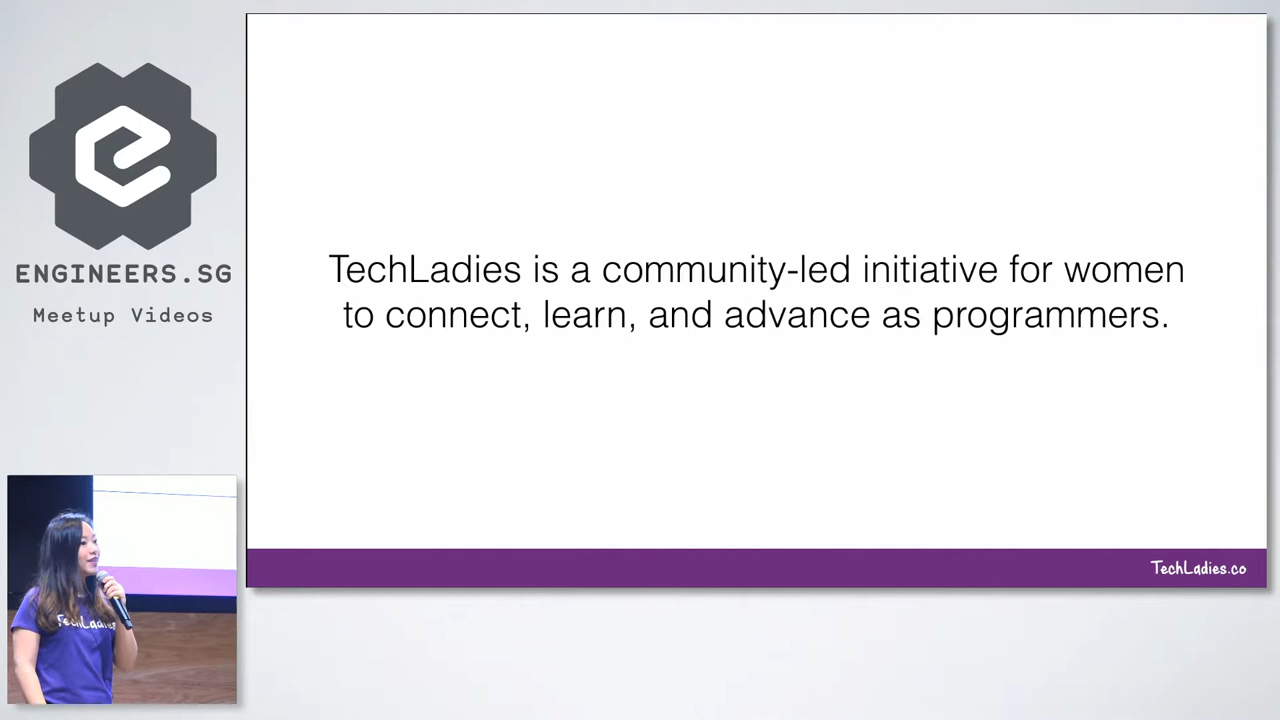 ENGINEERS.SG
Meetup Videos
TechLadies is a community-led initiative for women
to connect, learn, and advance as programmers.
TechLadies.co
TechLadies